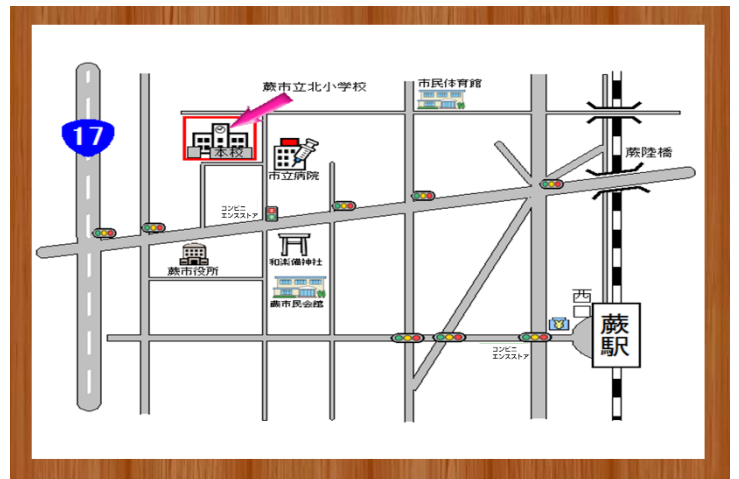 蕨市立北小学校
市民体育館
17
本校
市立病院
蕨陸橋
コンビニ
エンスストア
和楽備神社
蕨市役所
蕨市民会館
西口
蕨駅
コンビニ
エンスストア